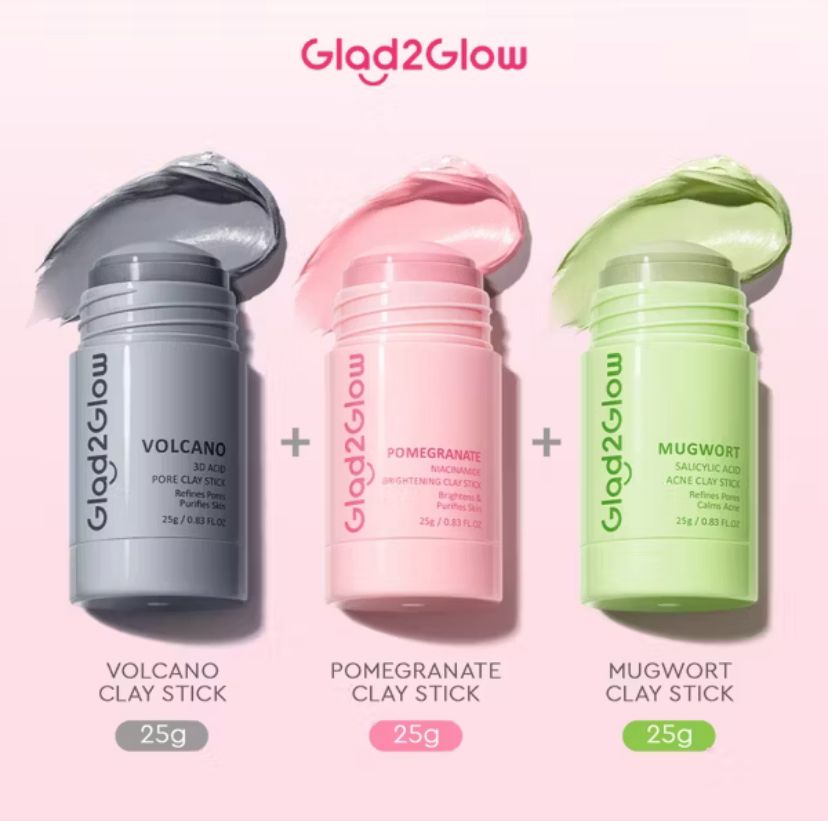 Glad2Glow
Glad2Glow
VOLCANO
3D ACID
PORE CLAY STICK
Refines Pores
Purifies Skin
25g / 0.83 FL.OZ
+
Glad2Glow
POMEGRANATE
NIACINAMIDE
BRIGHTENING CLAY STICK
Brightens &
Purifies Skin
25g / 0.83 FL.OZ
+
Glad2Glow
MUGWORT
SALICYLIC ACID
ACNE CLAY STICK
Refines Pores
Calms Acne
25g / 0.83 FL.OZ
VOLCANO
CLAY STICK
25g
POMEGRANATE
CLAY STICK
25g
MUGWORT
CLAY STICK
25g